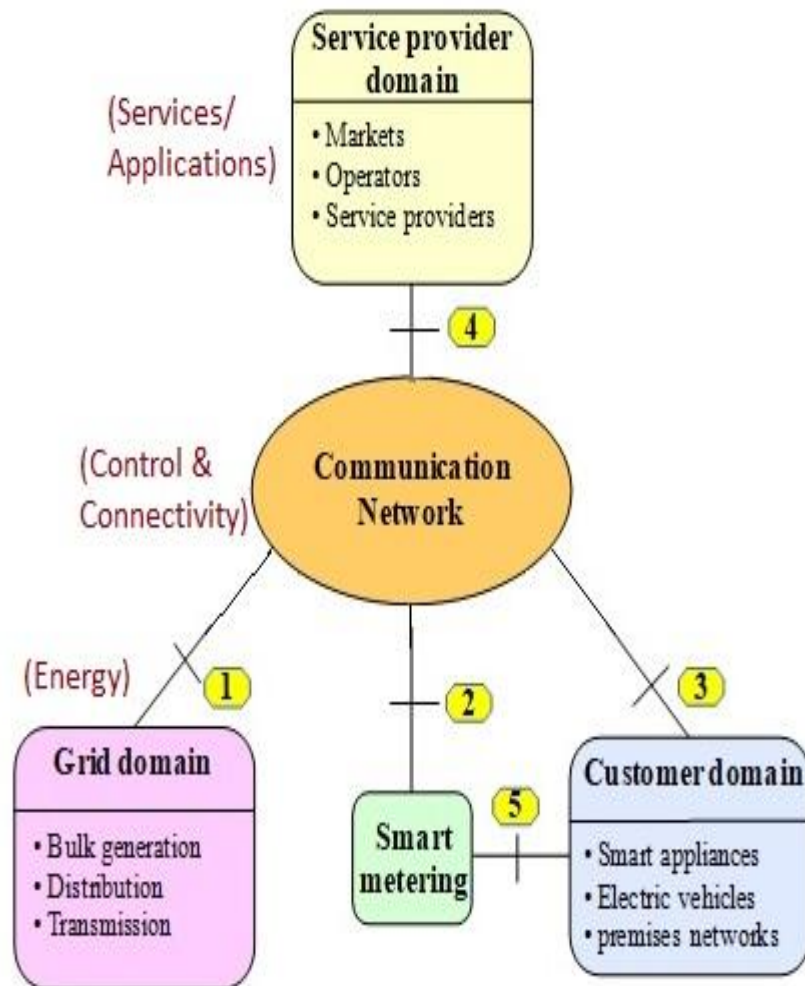 Service provider
domain
(Services/
Applications)
• Markets
• Operators
• Service providers
4
(Control &
Connectivity)
Communication
Network
(Energy)
1
2
3
Grid domain
• Bulk generation
• Distribution
• Transmission
Smart
metering
5
Customer domain
• Smart appliances
• Electric vehicles
• premises networks